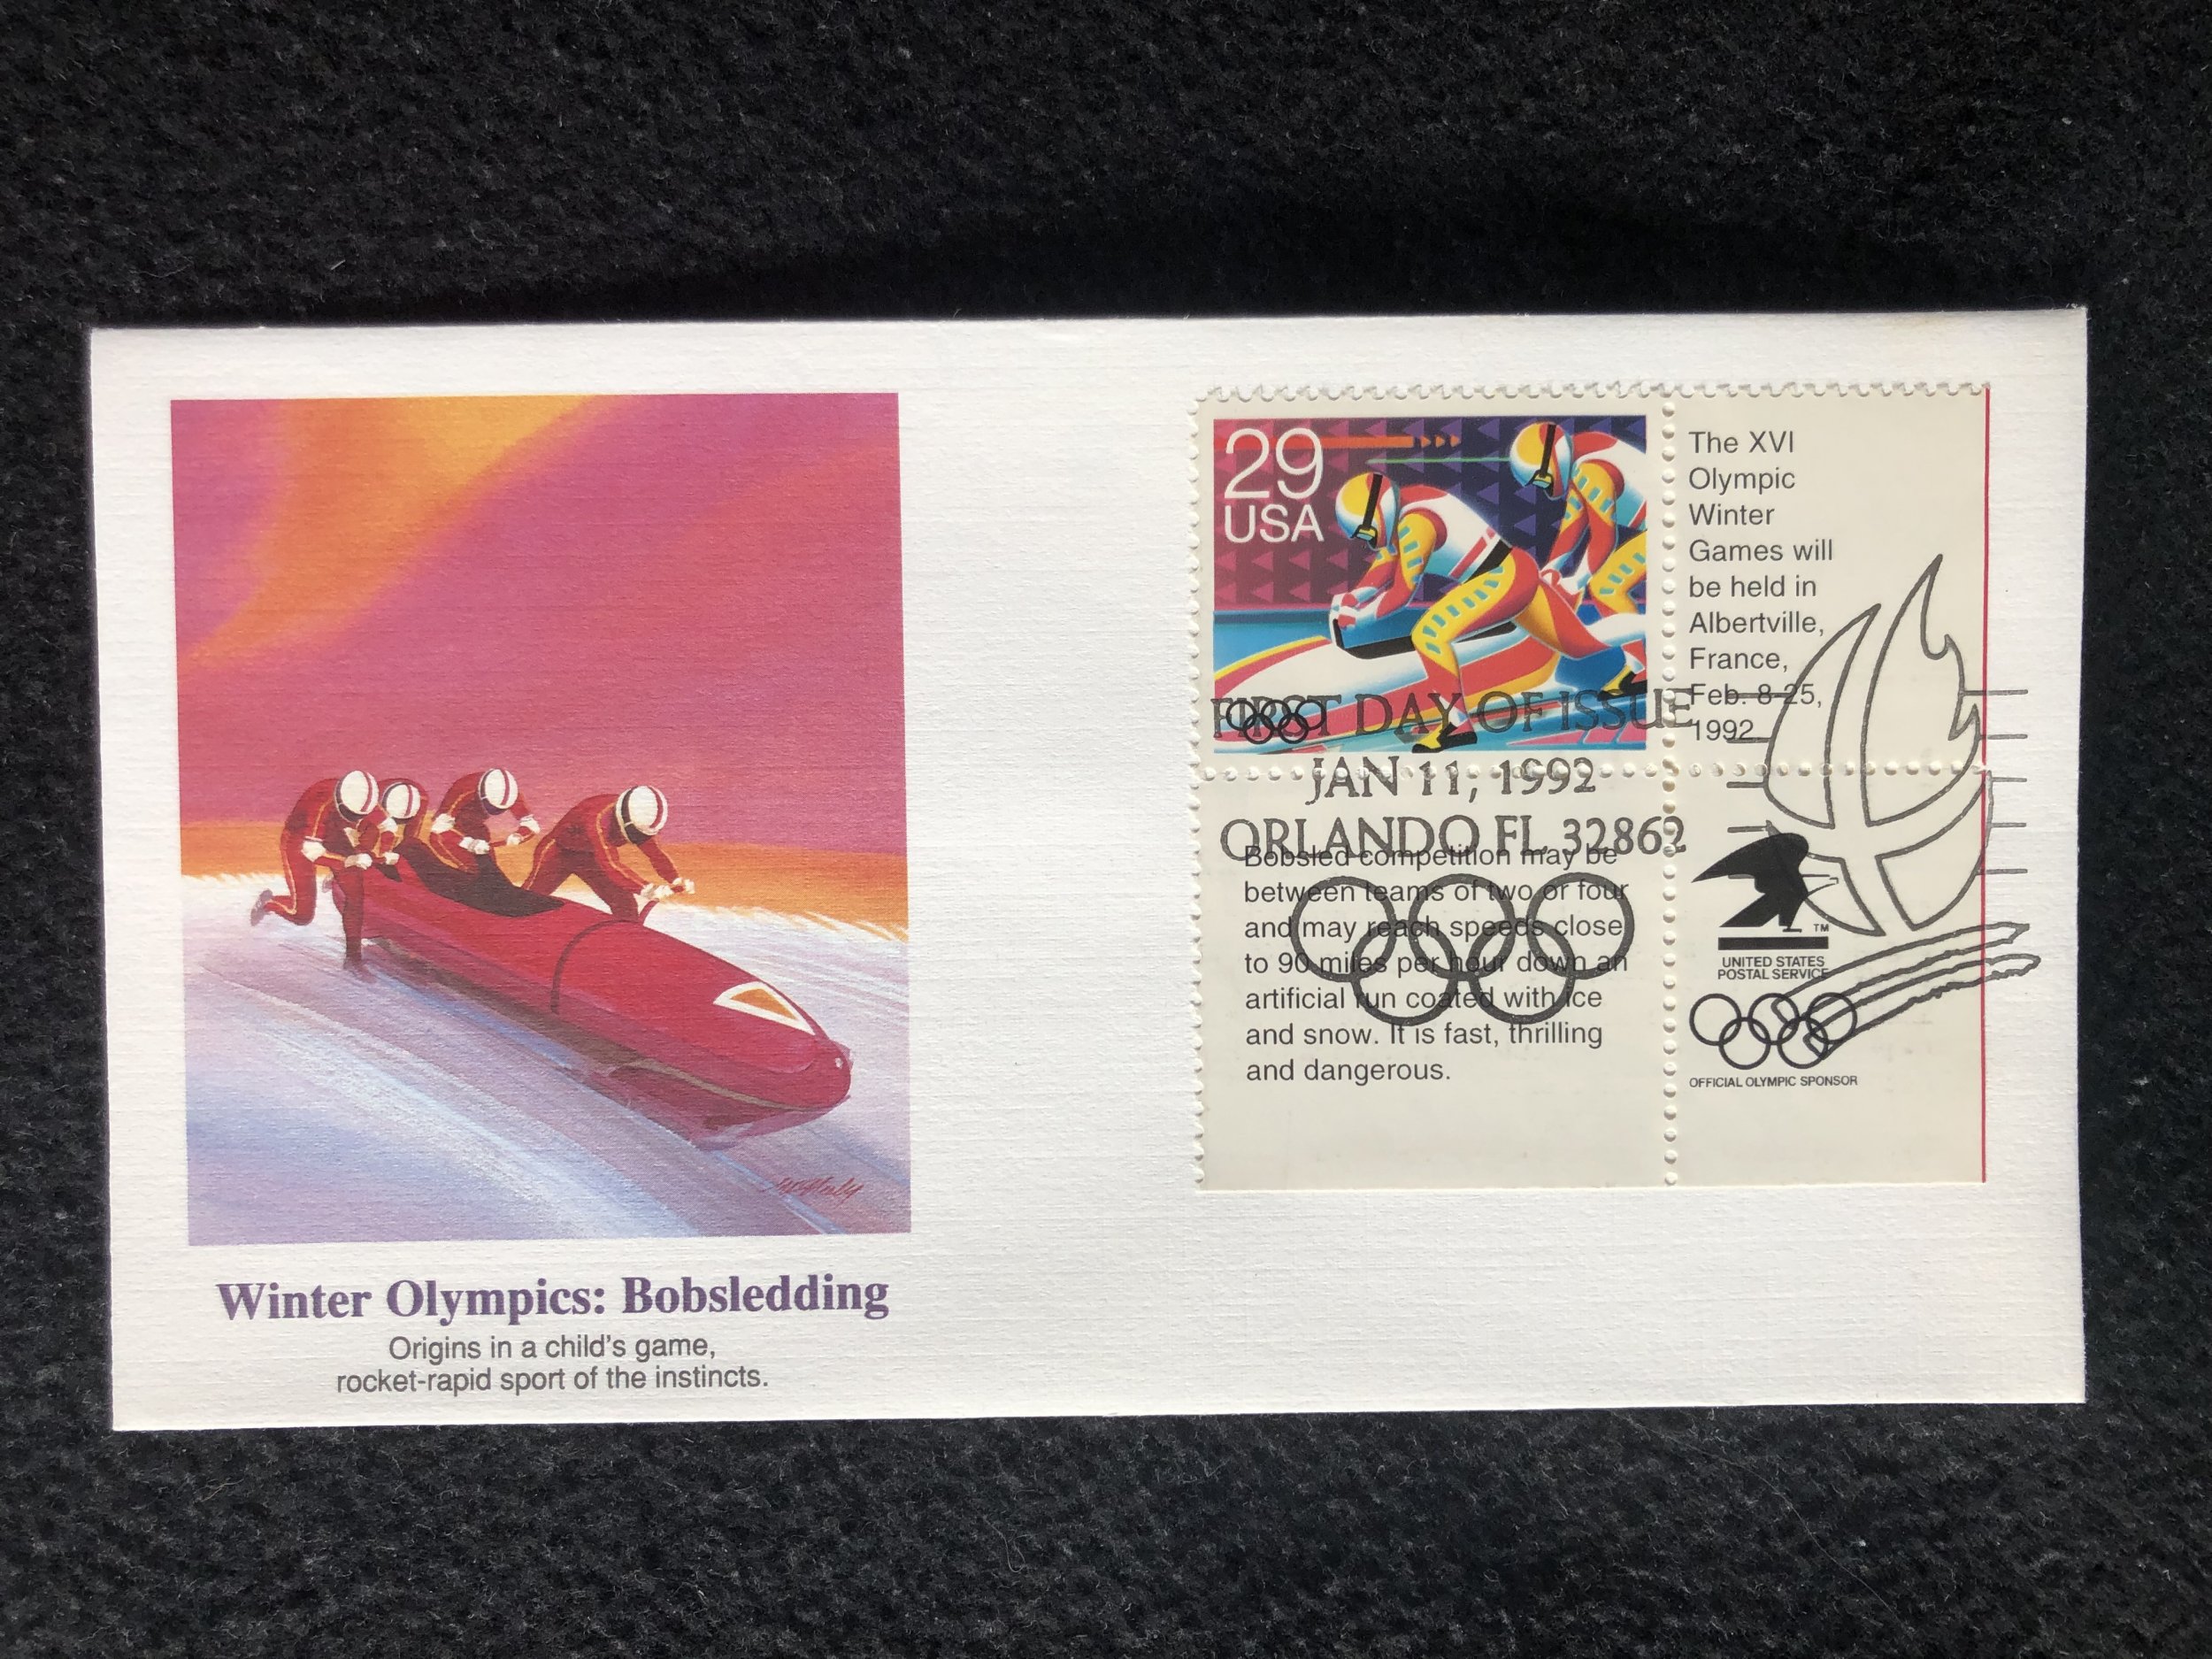 29
USA
The XVI
Olympic
Winter
Games will
be held in
Albertville,
France,
Feb. 8-25,
1992.
FIRST DAY OF ISSUE
JAN 11, 1992
ORLANDO FL 32862
Bobsled competition may be
between teams of two or four
and may reach speeds close
to 90 miles per hour down an
artificial run coated with ice
and snow. It is fast, thrilling
and dangerous.
TM
UNITED STATES
POSTAL SERVICE
OFFICIAL OLYMPIC SPONSOR
Winter Olympics: Bobsledding
Origins in a child's game,
rocket-rapid sport of the instincts.